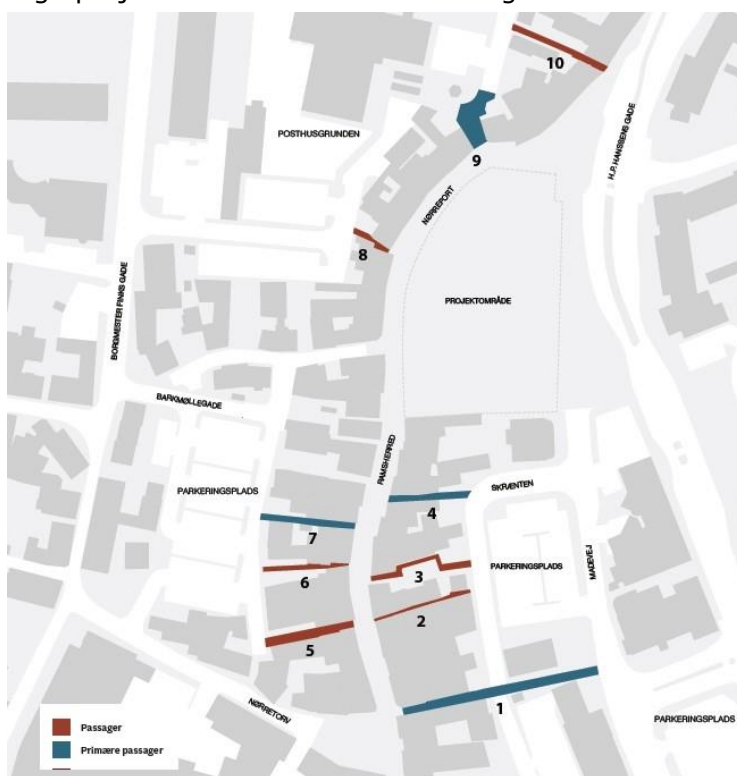 10
POSTHUSGRUNDEN
9
H.P. HANSSENS GADE
NØRREPORT
8
BORGMESTER FINKS GADE
PROJEKTOMRÅDE
BARKMØLLEGADE
RAMSHERRED
PARKERINGSPLADS
SKRÆNTEN
4
7
PARKERINGSPLADS
MADEVEJ
3
6
2
5
NØRRETORV
1
PARKERINGSPLADS
Passager
Primære passager